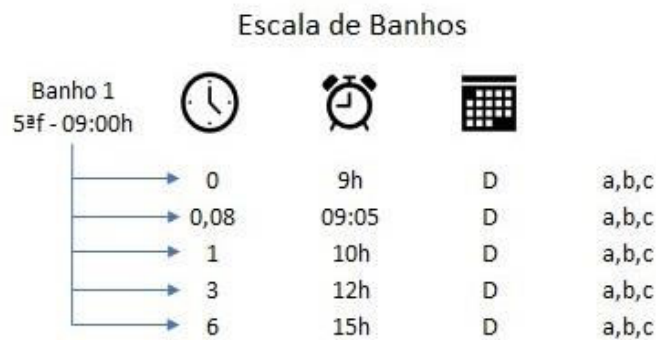 Escala de Banhos
Banho 1
5ªf - 09:00h
0 9h D a,b,c
0,08 09:05 D a,b,c
1 10h D a,b,c
3 12h D a,b,c
6 15h D a,b,c